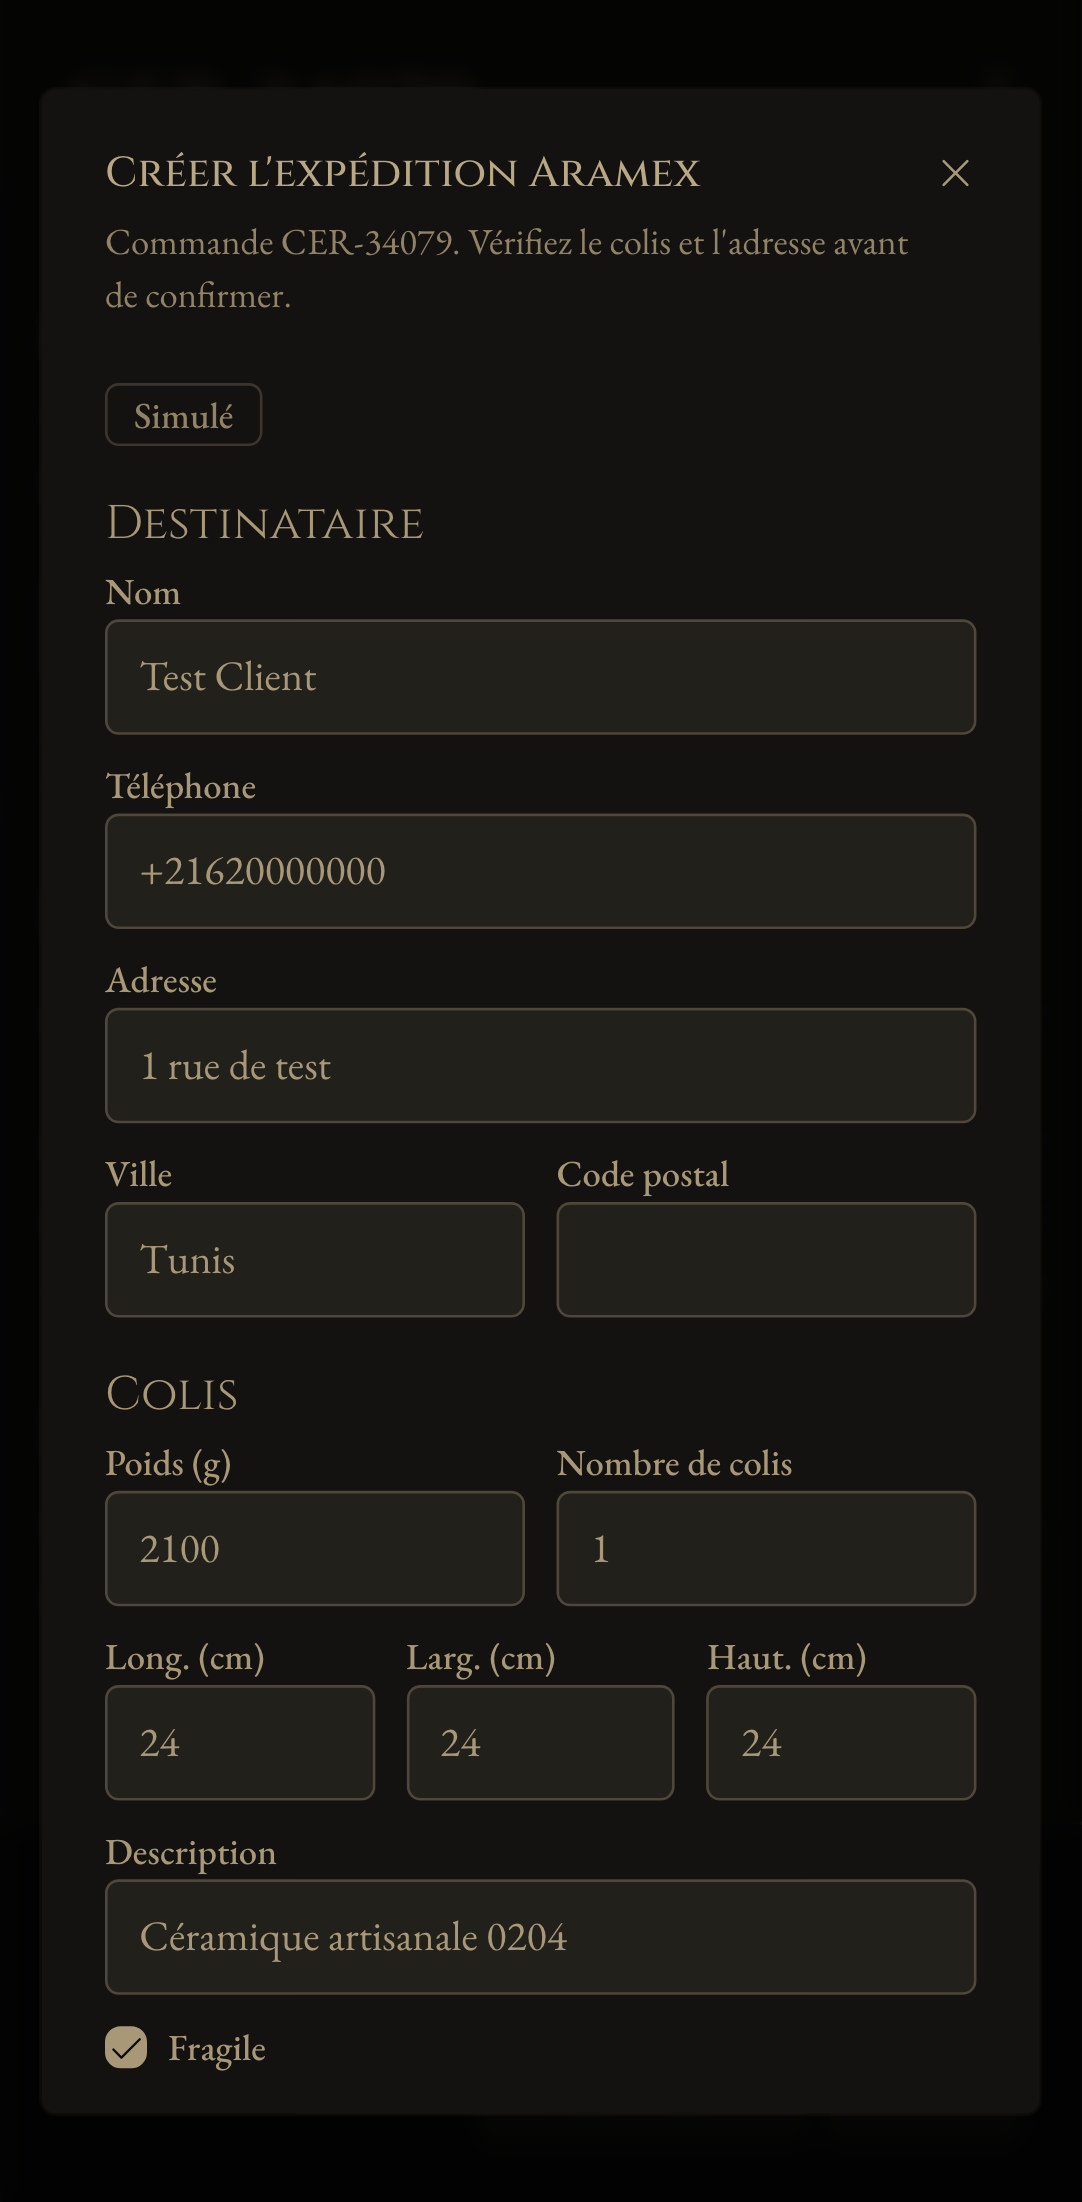 Créer l'expédition Aramex
Commande CER-34079. Vérifiez le colis et l'adresse avant
de confirmer.
Simulé
Destinataire
Nom
Test Client
Téléphone
+21620000000
Adresse
1 rue de test
Ville
Code postal
Tunis
Colis
Poids (g)
Nombre de colis
2100
1
Long. (cm)
Larg. (cm)
Haut. (cm)
24
24
24
Description
Céramique artisanale 0204
Fragile